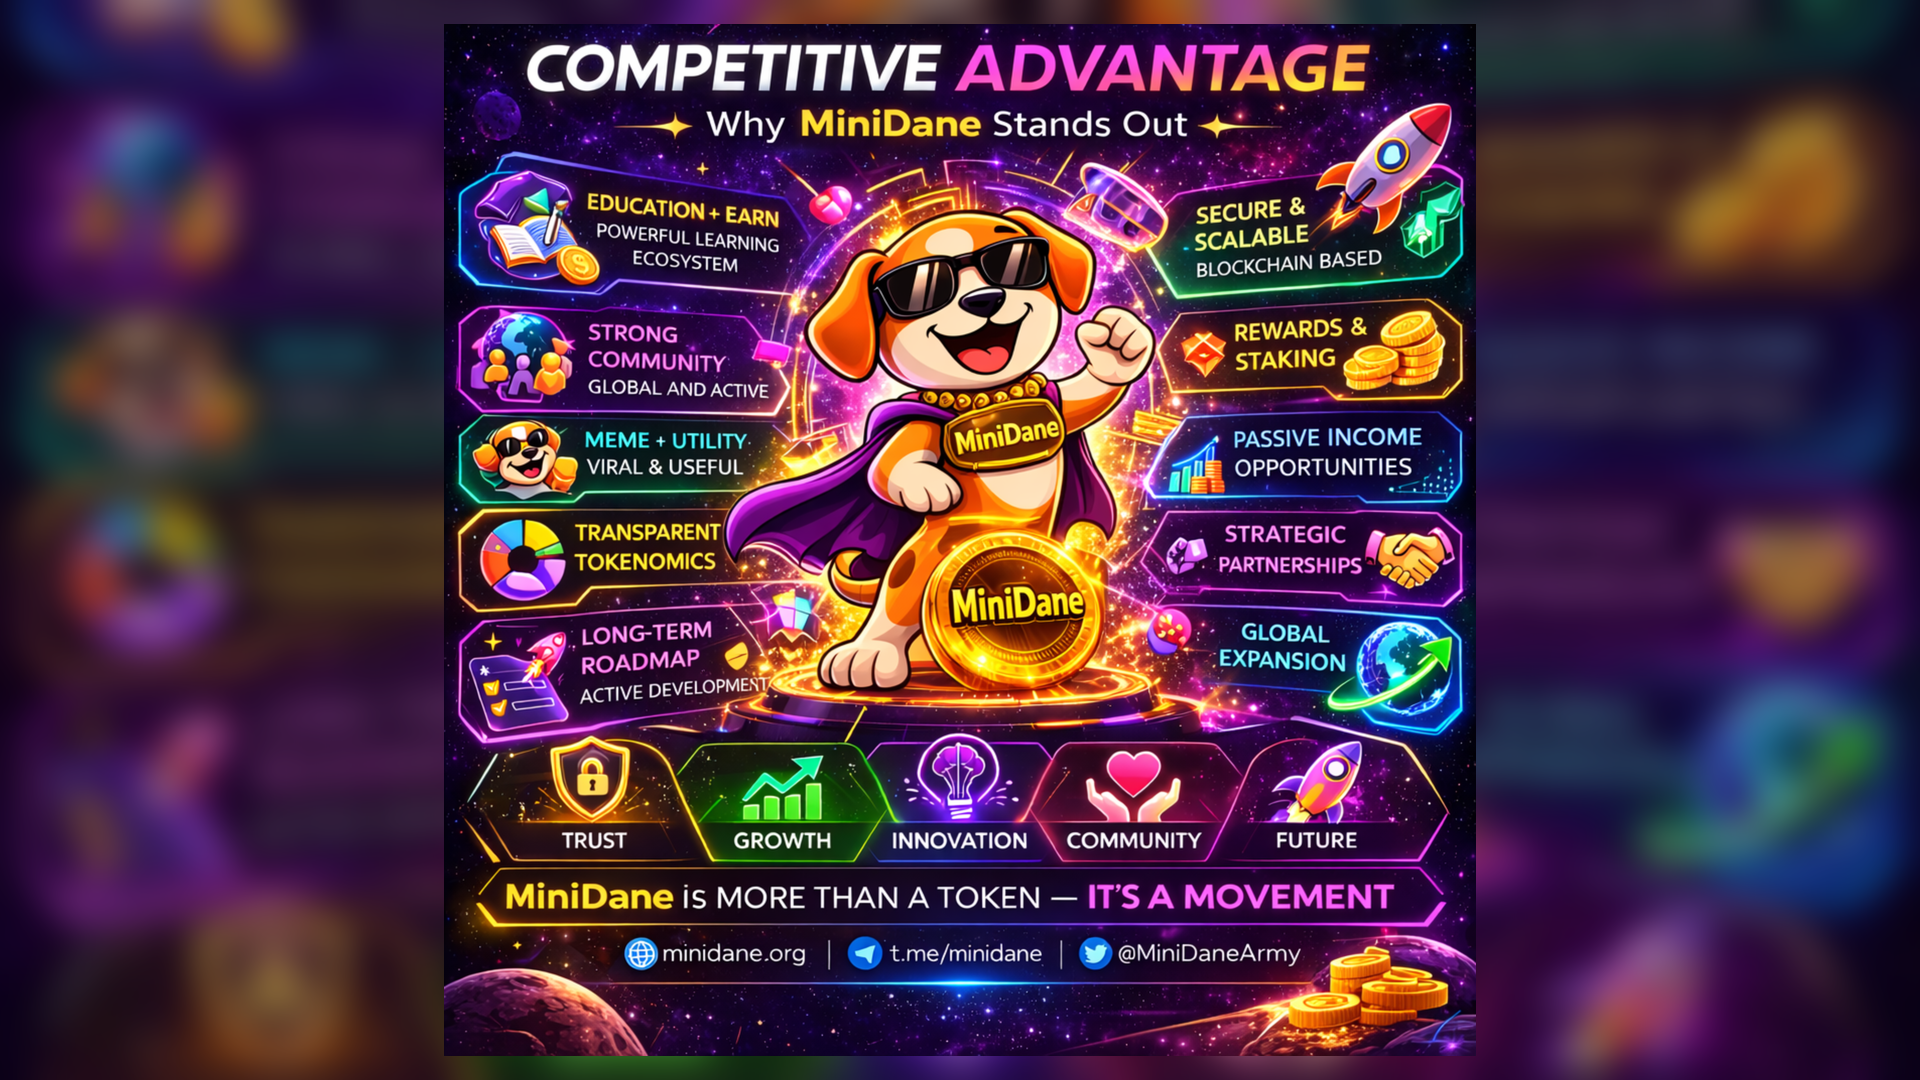 COMPETITIVE ADVANTAGE
Why MiniDane Stands Out
EDUCATION + EARN
POWERFUL LEARNING
ECOSYSTEM
STRONG
COMMUNITY
GLOBAL AND ACTIVE
MEME + UTILITY
VIRAL & USEFUL
TRANSPARENT
TOKENOMICS
LONG-TERM
ROADMAP
ACTIVE DEVELOPMENT
MiniDane
MiniDane
SECURE &
SCALABLE
BLOCKCHAIN BASED
REWARDS &
STAKING
PASSIVE INCOME
OPPORTUNITIES
STRATEGIC
PARTNERSHIPS
GLOBAL
EXPANSION
TRUST
GROWTH
INNOVATION
COMMUNITY
FUTURE
MiniDane is MORE THAN A TOKEN — IT'S A MOVEMENT
minidane.org | t.me/minidane | @MiniDaneArmy